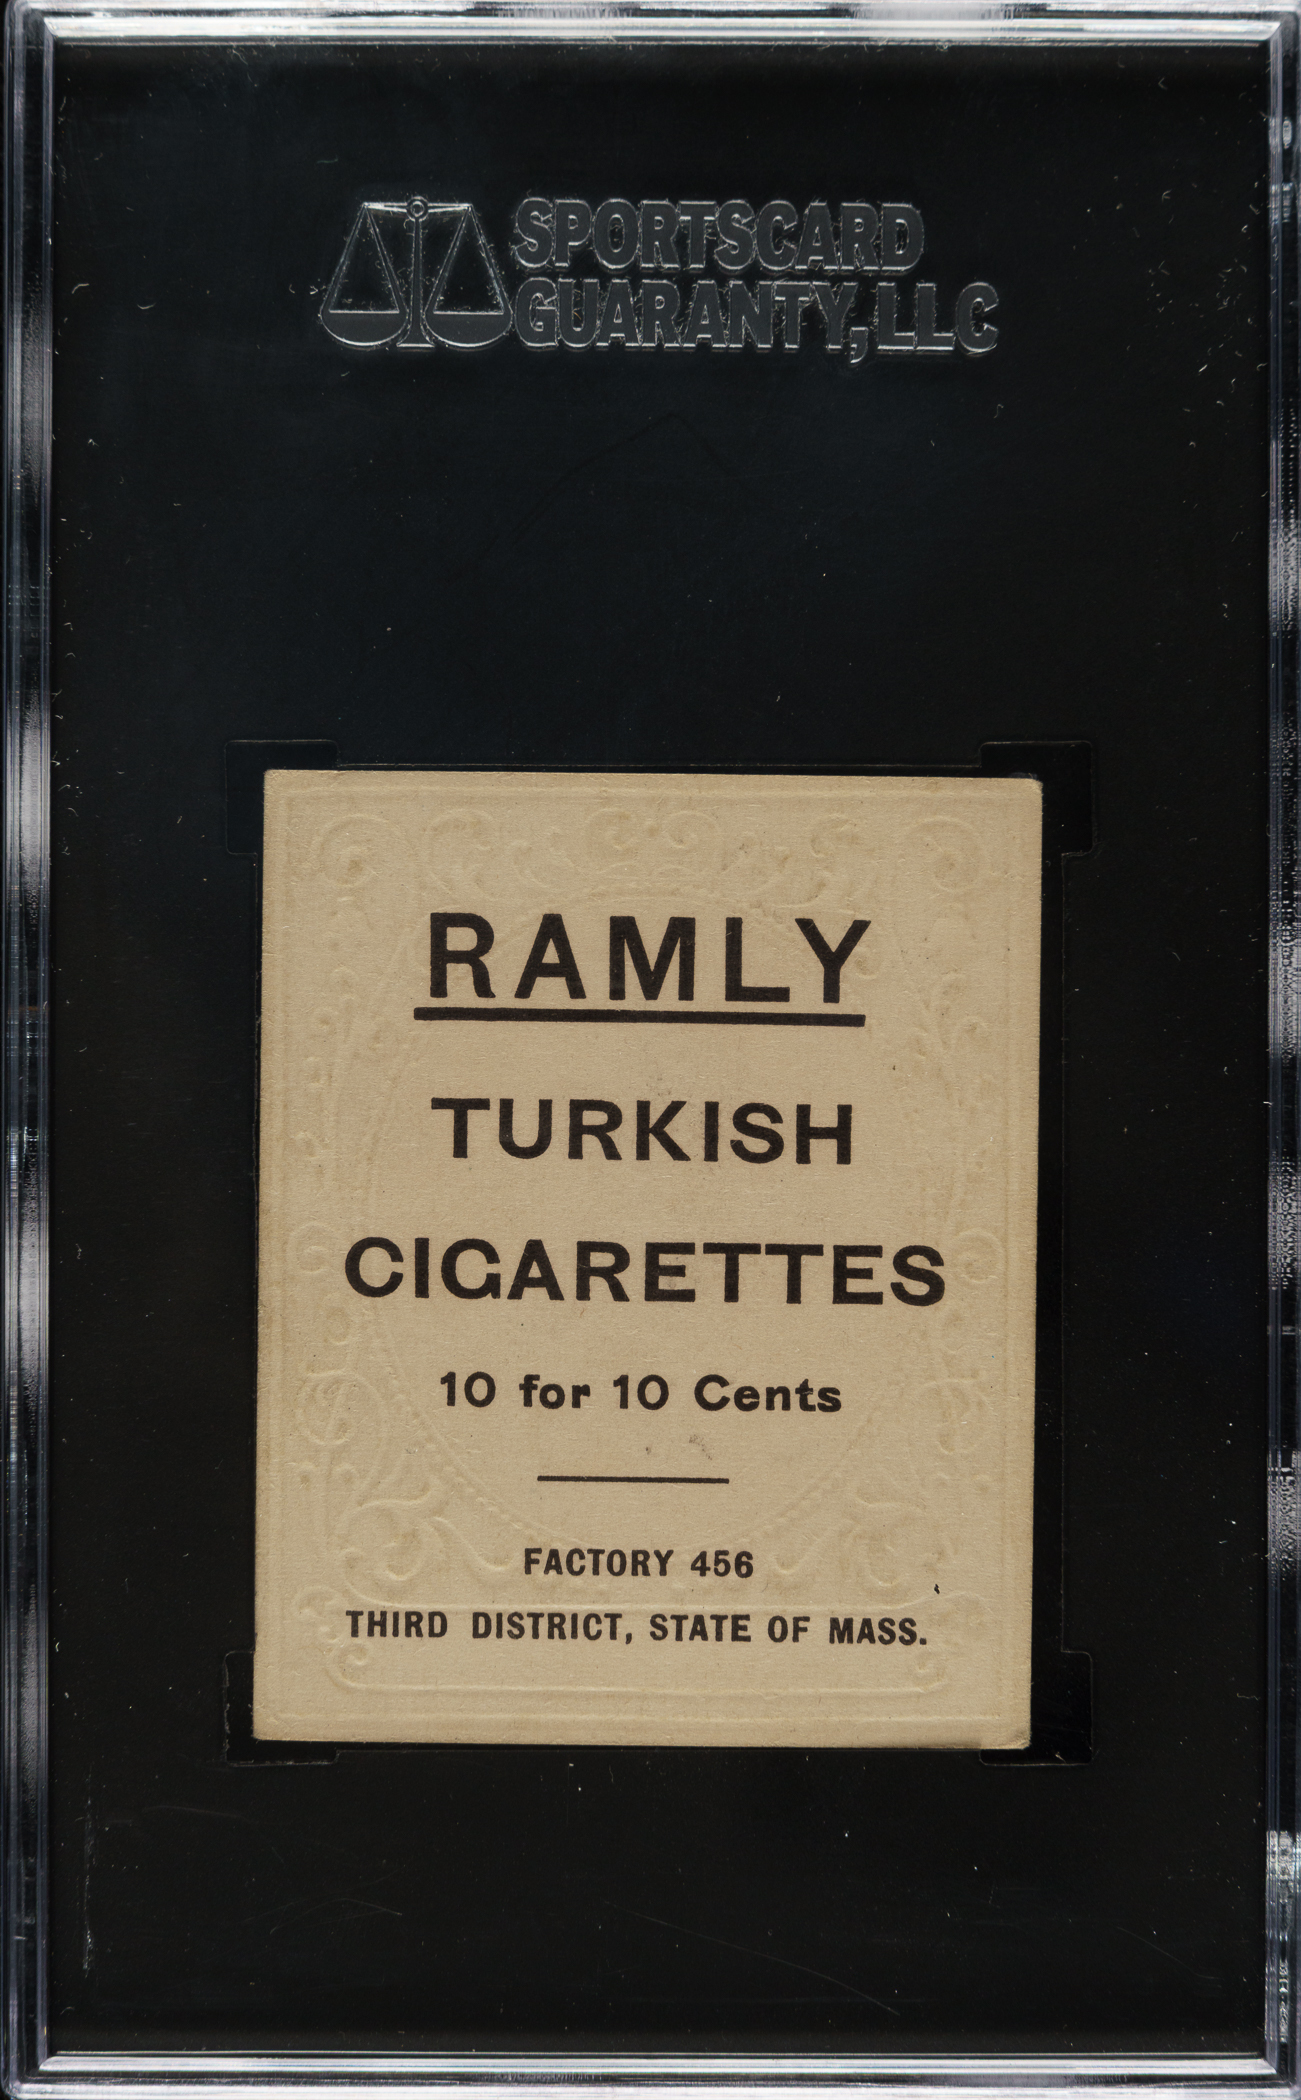 SPORTSCARD
GUARANTY, LLC
RAMLY
TURKISH
CIGARETTES
10 for 10 Cents
FACTORY 456
THIRD DISTRICT, STATE OF MASS.